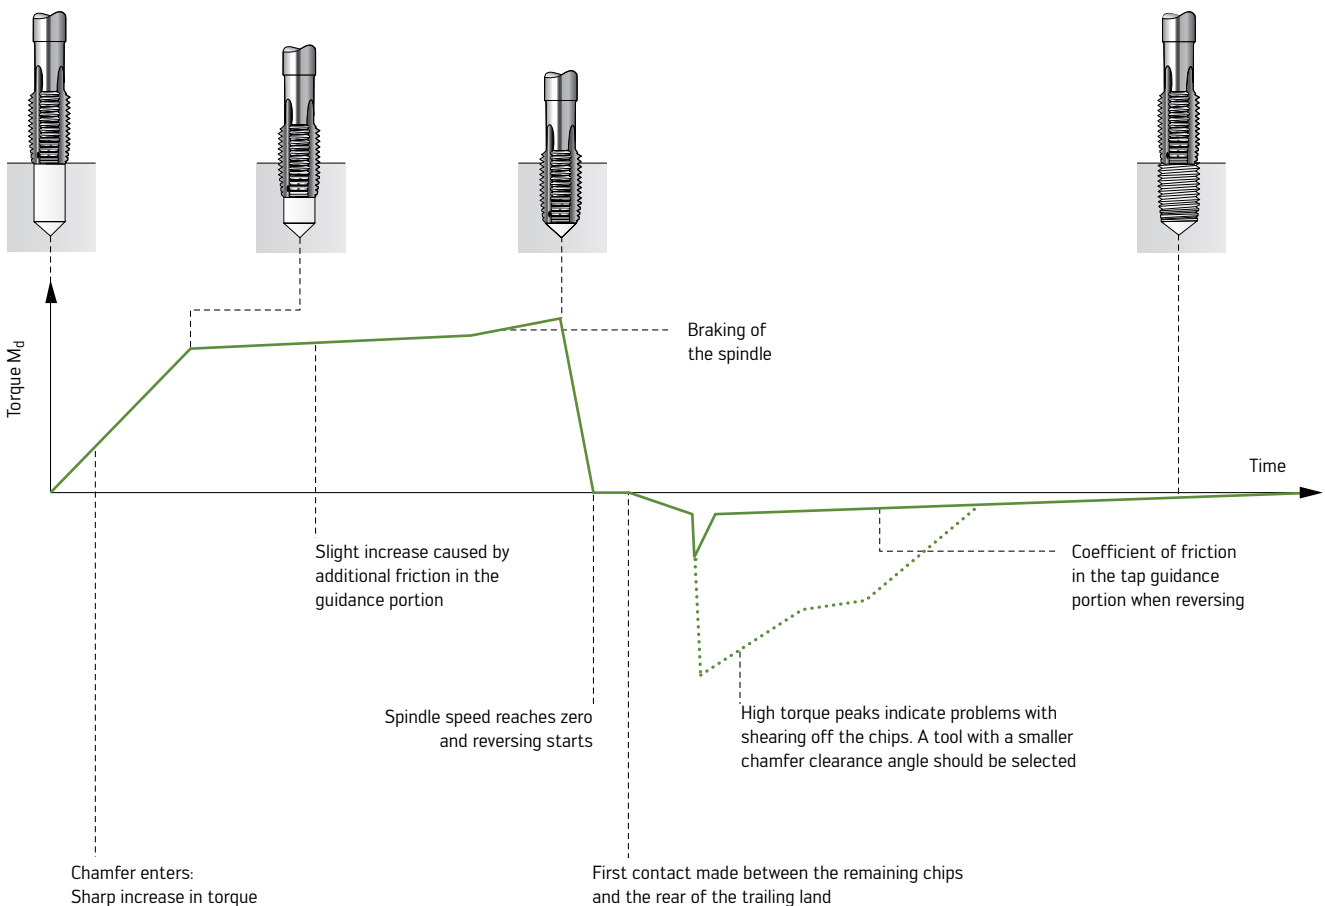 Braking of
the spindle
Torque Md
Time
Slight increase caused by
additional friction in the
guidance portion
Coefficient of friction
in the tap guidance
portion when reversing
Spindle speed reaches zero
and reversing starts
High torque peaks indicate problems with
shearing off the chips. A tool with a smaller
chamfer clearance angle should be selected
Chamfer enters:
Sharp increase in torque
First contact made between the remaining chips
and the rear of the trailing land